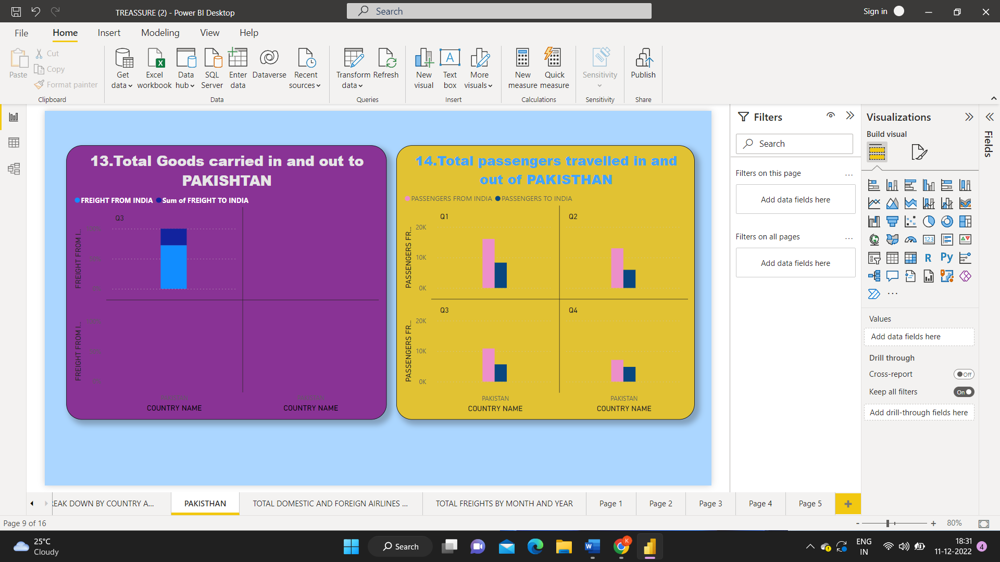 TREASSURE (2) - Power BI Desktop
Search
Sign in
File
Home
Insert
Modeling
View
Help
Paste
Cut
Copy
Format painter
Clipboard
Get data
Excel workbook
Data hub
SQL Server
Enter data
Dataverse
Recent sources
Data
Transform data
Refresh
Queries
New visual
Text box
More visuals
Insert
New measure
Quick measure
Calculations
Sensitivity
Sensitivity
Publish
Share
13.Total Goods carried in and out to
PAKISHTAN
FREIGHT FROM INDIA
Sum of FREIGHT TO INDIA
Q3
FREIGHT FROM I...
100%
50%
0%
FREIGHT FROM I...
100%
50%
0%
PAKISTAN
PAKISTAN
COUNTRY NAME
COUNTRY NAME
14.Total passengers travelled in and
out of PAKISTHAN
PASSENGERS FROM INDIA
PASSENGERS TO INDIA
Q1
Q2
PASSENGERS FR...
20K
10K
0K
Q3
Q4
PASSENGERS FR...
20K
10K
0K
PAKISTAN
PAKISTAN
COUNTRY NAME
COUNTRY NAME
Filters
Search
Filters on this page
...
Add data fields here
Filters on all pages
...
Add data fields here
Visualizations
Build visual
123
R
Py
...
Values
Add data fields here
Drill through
Cross-report
Off
Keep all filters
On
Add drill-through fields here
Fields
REAK DOWN BY COUNTRY A...
PAKISTHAN
TOTAL DOMESTIC AND FOREIGN AIRLINES ...
TOTAL FREIGHTS BY MONTH AND YEAR
Page 1
Page 2
Page 3
Page 4
Page 5
+
Page 9 of 16
- + 80%
25°C
Cloudy
Search
K
ENG
IN
18:31
11-12-2022
4